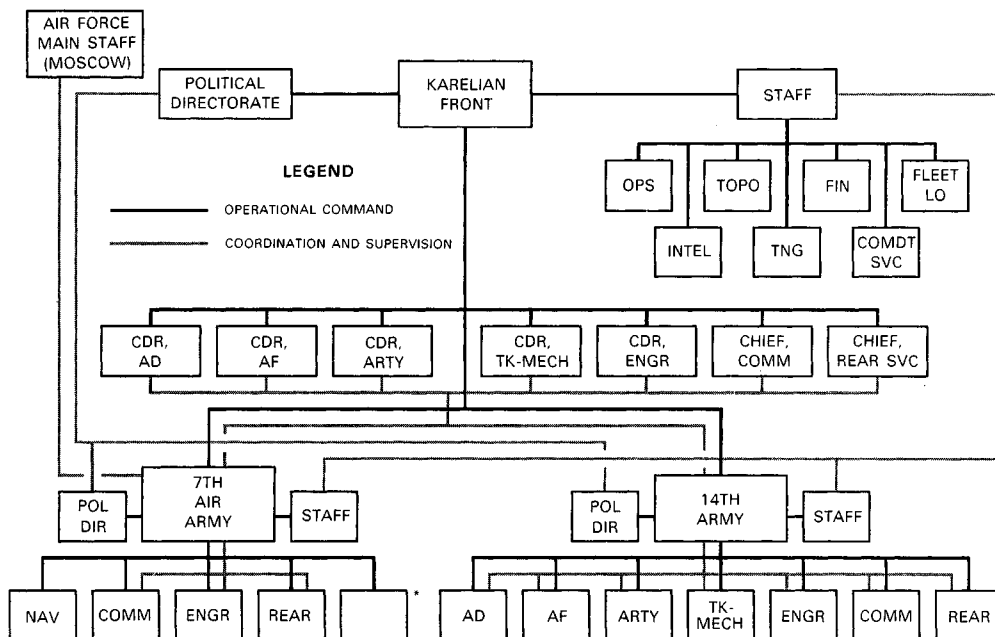 AIR FORCE
MAIN STAFF
(MOSCOW)
POLITICAL
DIRECTORATE
KARELIAN
FRONT
STAFF
LEGEND
OPERATIONAL COMMAND
COORDINATION AND SUPERVISION
OPS
TOPO
FIN
FLEET
LO
INTEL
TNG
COMDT
SVC
CDR,
AD
CDR,
AF
CDR,
ARTY
CDR,
TK-MECH
CDR,
ENGR
CHIEF,
COMM
CHIEF,
REAR SVC
POL
DIR
7TH
AIR
ARMY
STAFF
POL
DIR
14TH
ARMY
STAFF
NAV
COMM
ENGR
REAR
*
AD
AF
ARTY
TK-
MECH
ENGR
COMM
REAR